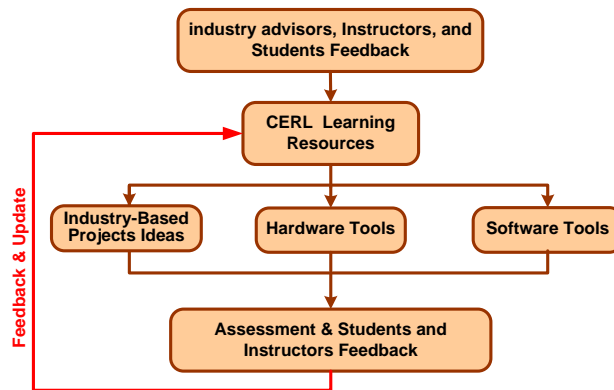 industry advisors, Instructors, and
Students Feedback
CERL Learning
Resources
Industry-Based
Projects Ideas
Hardware Tools
Software Tools
Feedback & Update
Assessment & Students and
Instructors Feedback